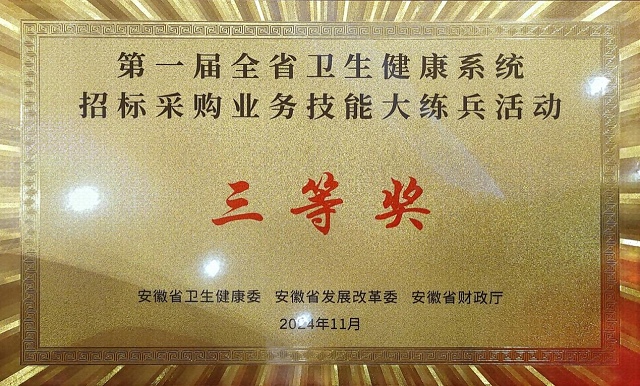 第一届全省卫生健康系统
招标采购业务技能大练兵活动
三等奖
安徽省卫生健康委 安徽省发展改革委 安徽省财政厅
2024年11月